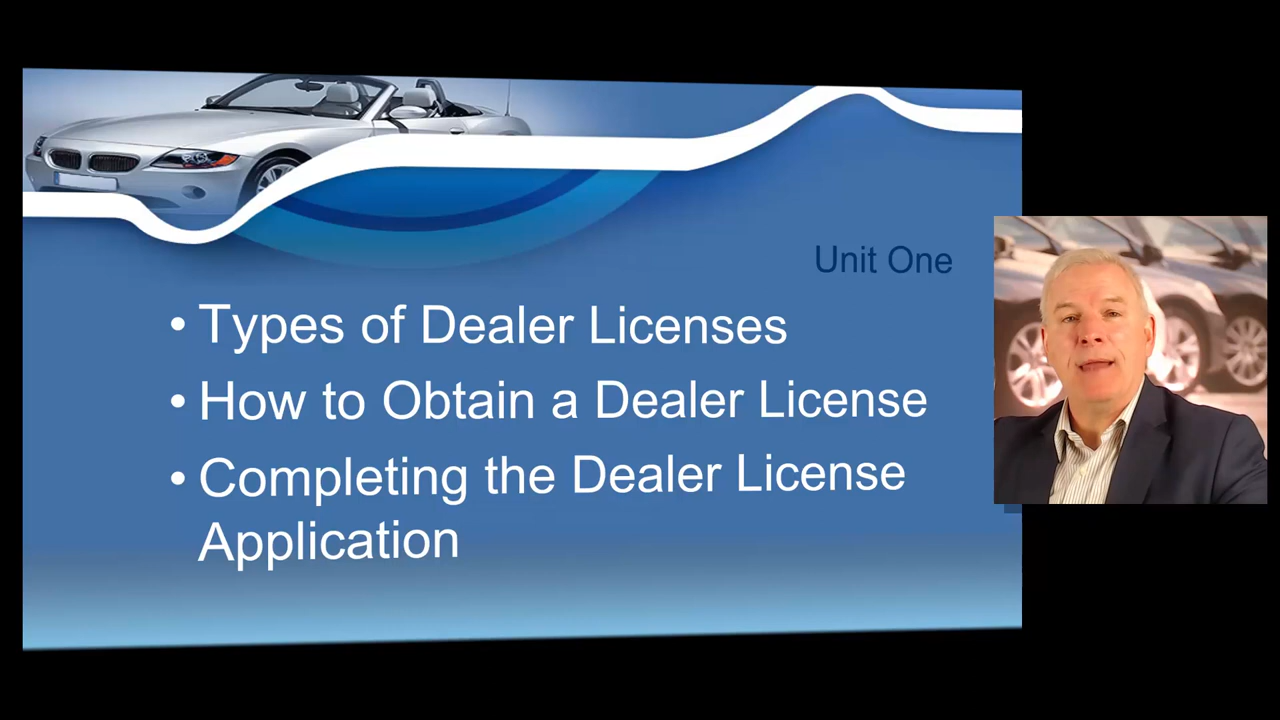 Unit One
• Types of Dealer Licenses
• How to Obtain a Dealer License
• Completing the Dealer License
Application